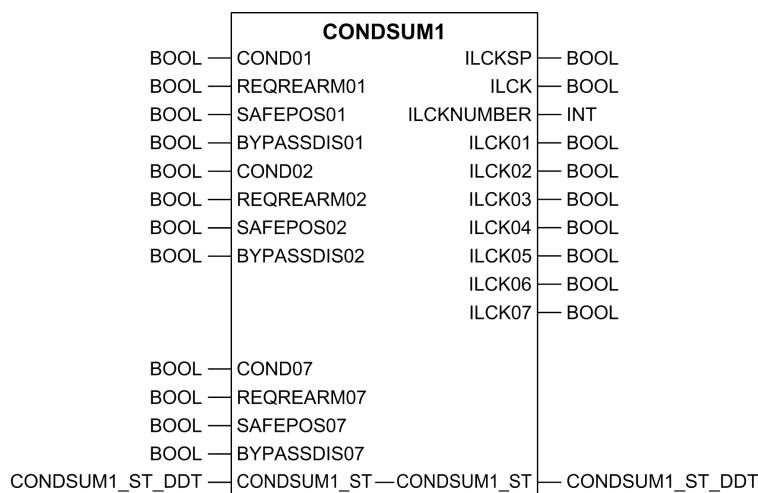 CONDSUM1
BOOL COND01 ILCKSP BOOL
BOOL REQREARM01 ILCK BOOL
BOOL SAFEPOS01 ILCKNUMBER INT
BOOL BYPASSDIS01 ILCK01 BOOL
BOOL COND02 ILCK02 BOOL
BOOL REQREARM02 ILCK03 BOOL
BOOL SAFEPOS02 ILCK04 BOOL
BOOL BYPASSDIS02 ILCK05 BOOL
ILCK06 BOOL
ILCK07 BOOL
BOOL COND07
BOOL REQREARM07
BOOL SAFEPOS07
BOOL BYPASSDIS07
CONDSUM1_ST_DDT CONDSUM1_ST CONDSUM1_ST CONDSUM1_ST_DDT